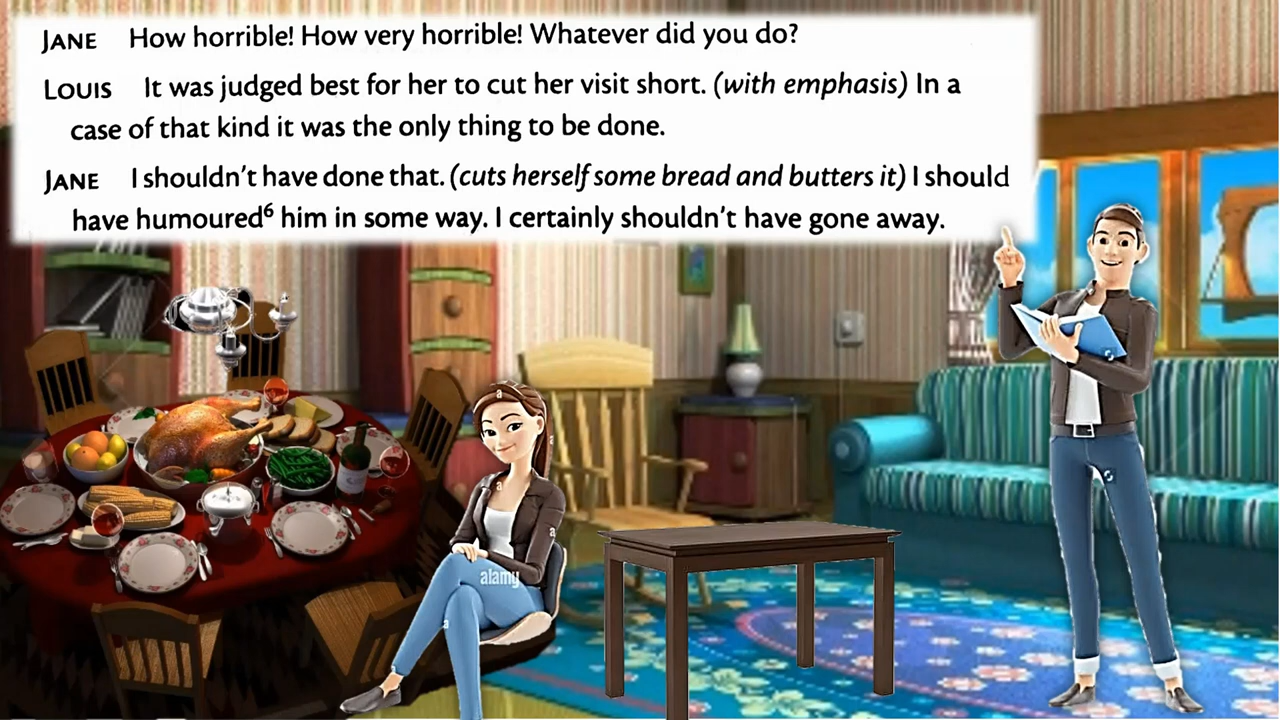 JANE How horrible! How very horrible! Whatever did you do?
LOUIS It was judged best for her to cut her visit short. (with emphasis) In a
case of that kind it was the only thing to be done.
JANE I shouldn't have done that. (cuts herself some bread and butters it) I should
have humoured⁶ him in some way. I certainly shouldn't have gone away.
a
a
a
a
alamy
a